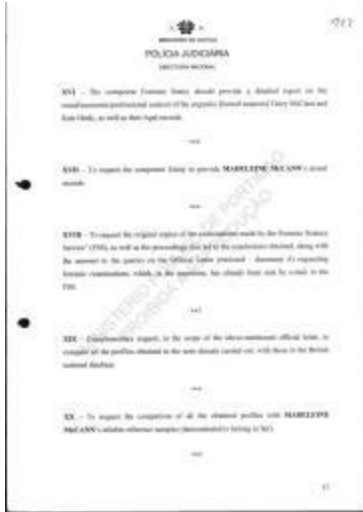 MINISTÉRIO DA JUSTIÇA
POLÍCIA JUDICIÁRIA
DIRECTORIA NACIONAL
XVI – The competent Forensic Entity should provide a detailed report on the
context of the arguidos (formal suspects) Gerry McCann and
Kate Healy, as well as their legal records.
***
XVII – To request the competent Entity to provide MADELEINE McCANN's
records.
***
XVIII – To request the original copies of the examinations made by the Forensic Science
Service" (FSS), as well as the proceedings that led to the conclusions obtained, along with
the answer to the queries on the Official Letter (enclosed – document 4) regarding
forensic examinations, which, in the meantime, has already been sent by e-mail to the
FSS.
***
XIX – Complementary request, in the scope of the above-mentioned official letter, to
compare all the profiles obtained in the tests already carried out, with those in the British
national database.
***
XX – To request the comparison of all the obtained profiles with MADELEINE
McCANN's reliable reference samples (demonstrated to belong to her).
***